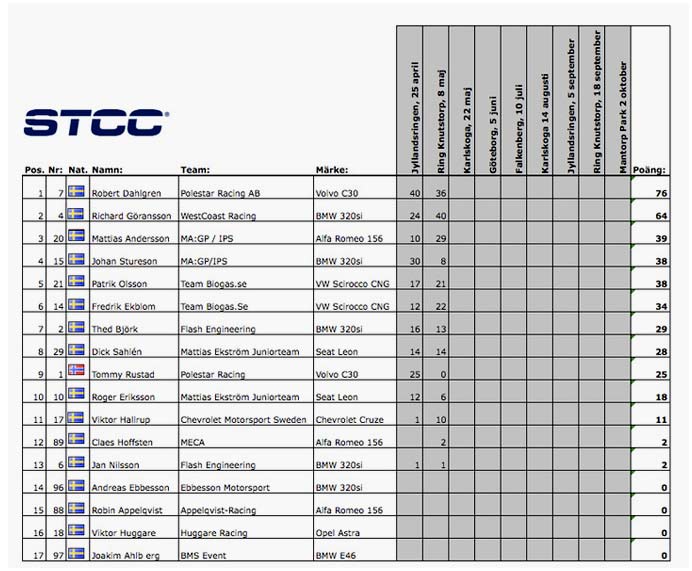 STCC
Pos. Nr: Nat. Namn: Team: Märke: Jyllandsringen, 25 april Ring Knutstorp, 8 maj Karlskoga, 22 maj Göteborg, 5 juni Falkenberg, 10 juli Karlskoga 14 augusti Jyllandsringen, 5 september Ring Knutstorp, 18 september Mantorp Park 2 oktober Poäng:
1 7 Robert Dahlgren Polestar Racing AB Volvo C30 40 36 76
2 4 Richard Göransson WestCoast Racing BMW 320si 24 40 64
3 20 Mattias Andersson MA:GP / IPS Alfa Romeo 156 10 29 39
4 15 Johan Stureson MA:GP/IPS BMW 320si 30 8 38
5 21 Patrik Olsson Team Biogas.se VW Scirocco CNG 17 21 38
6 14 Fredrik Ekblom Team Biogas.se VW Scirocco CNG 12 22 34
7 2 Thed Björk Flash Engineering BMW 320si 16 13 29
8 29 Dick Sahlén Mattias Ekström Juniorteam Seat Leon 14 14 28
9 1 Tommy Rustad Polestar Racing Volvo C30 25 0 25
10 10 Roger Eriksson Mattias Ekström Juniorteam Seat Leon 12 6 18
11 17 Viktor Hallrup Chevrolet Motorsport Sweden Chevrolet Cruze 1 10 11
12 89 Claes Hoffsten MECA Alfa Romeo 156 2 2
13 6 Jan Nilsson Flash Engineering BMW 320si 1 1 2
14 96 Andreas Ebbesson Ebbesson Motorsport BMW 320si 0
15 88 Robin Appelqvist Appelqvist-Racing Alfa Romeo 156 0
16 18 Viktor Huggare Huggare Racing Opel Astra 0
17 97 Joakim Ahlb erg BMS Event BMW E46 0